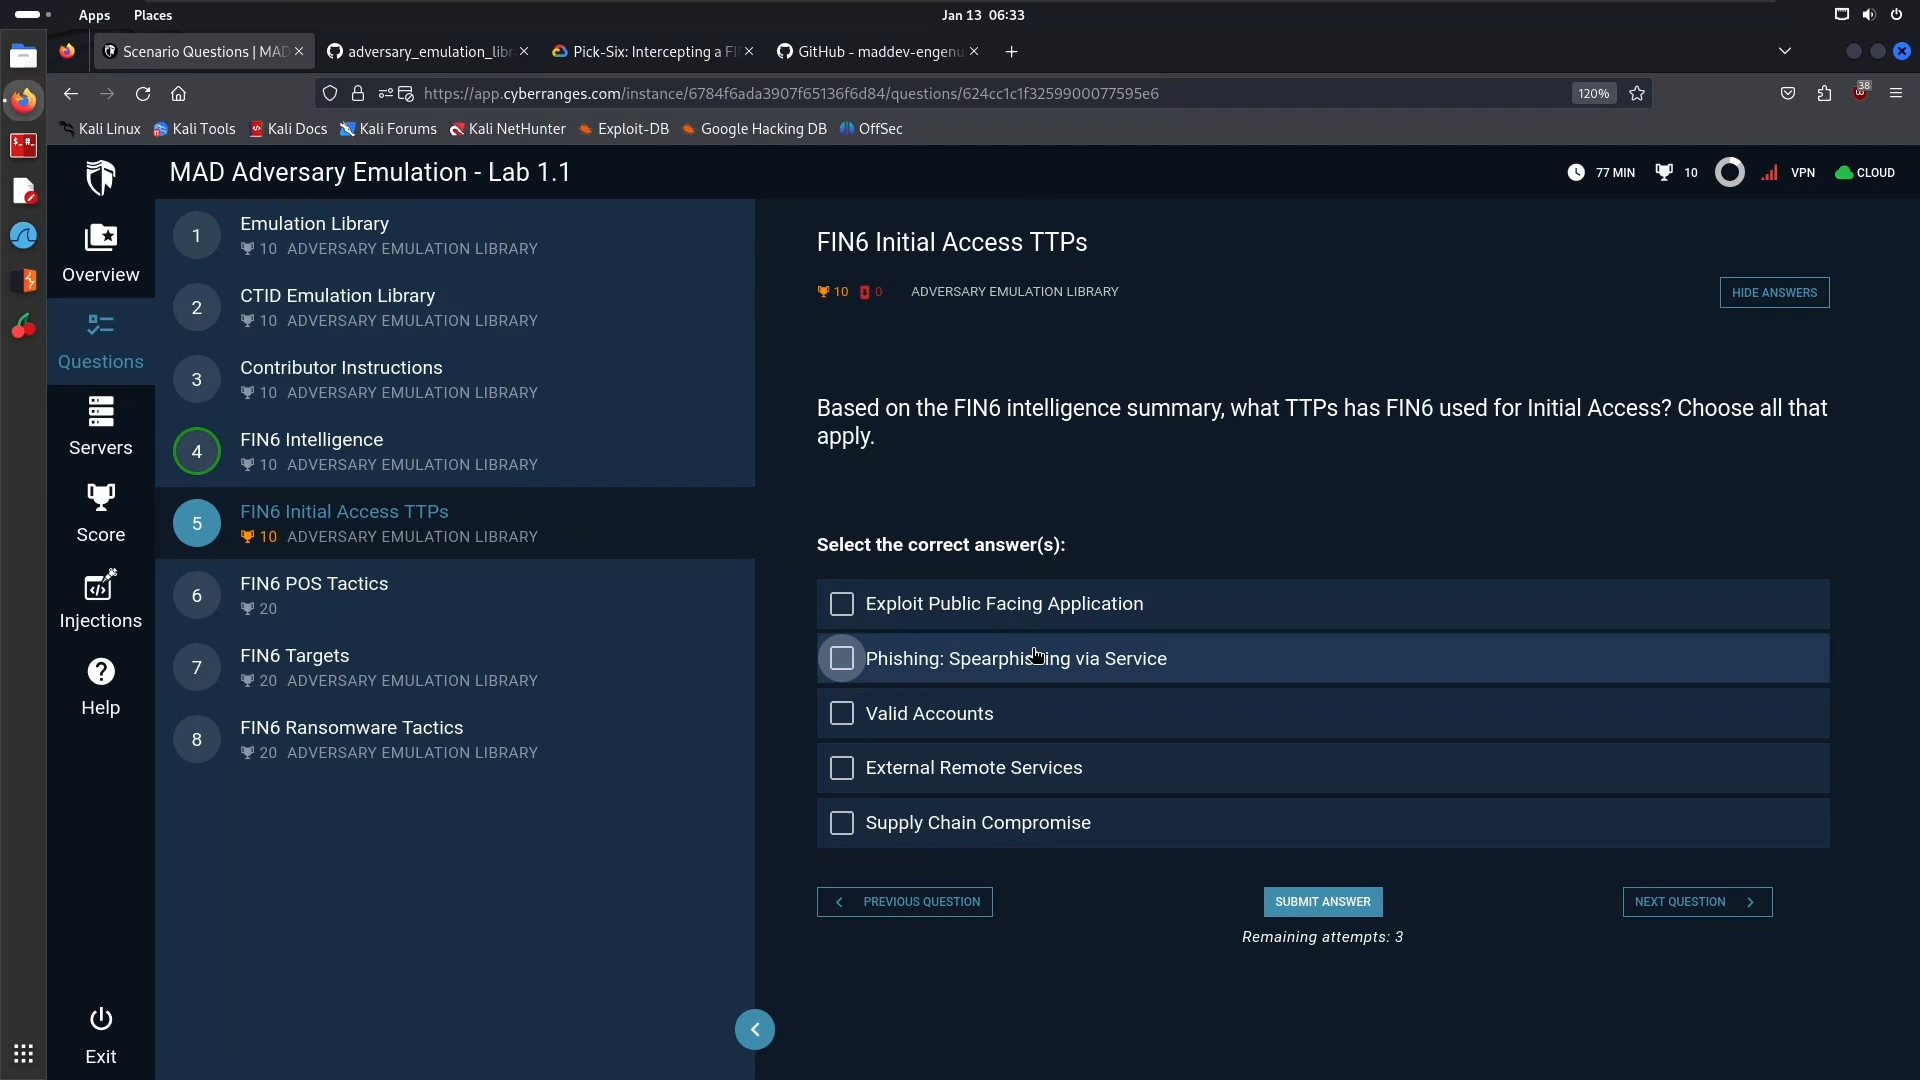 Apps Places Jan 13 06:33
Scenario Questions | MAD adversary_emulation_libr Pick-Six: Intercepting a FIN GitHub - maddev-engenu
https://app.cyberranges.com/instance/6784f6ada3907f65136f6d84/questions/624cc1c1f3259900077595e6 120% 38
Kali Linux Kali Tools Kali Docs Kali Forums Kali NetHunter Exploit-DB Google Hacking DB OffSec
MAD Adversary Emulation - Lab 1.1 77 MIN 10 VPN CLOUD
Overview
Questions
Servers
Score
Injections
Help
Exit
1 Emulation Library
10 ADVERSARY EMULATION LIBRARY
2 CTID Emulation Library
10 ADVERSARY EMULATION LIBRARY
3 Contributor Instructions
10 ADVERSARY EMULATION LIBRARY
4 FIN6 Intelligence
10 ADVERSARY EMULATION LIBRARY
5 FIN6 Initial Access TTPs
10 ADVERSARY EMULATION LIBRARY
6 FIN6 POS Tactics
20
7 FIN6 Targets
20 ADVERSARY EMULATION LIBRARY
8 FIN6 Ransomware Tactics
20 ADVERSARY EMULATION LIBRARY
FIN6 Initial Access TTPs
10 0 ADVERSARY EMULATION LIBRARY HIDE ANSWERS
Based on the FIN6 intelligence summary, what TTPs has FIN6 used for Initial Access? Choose all that
apply.
Select the correct answer(s):
Exploit Public Facing Application
Phishing: Spearphishing via Service
Valid Accounts
External Remote Services
Supply Chain Compromise
PREVIOUS QUESTION SUBMIT ANSWER NEXT QUESTION
Remaining attempts: 3